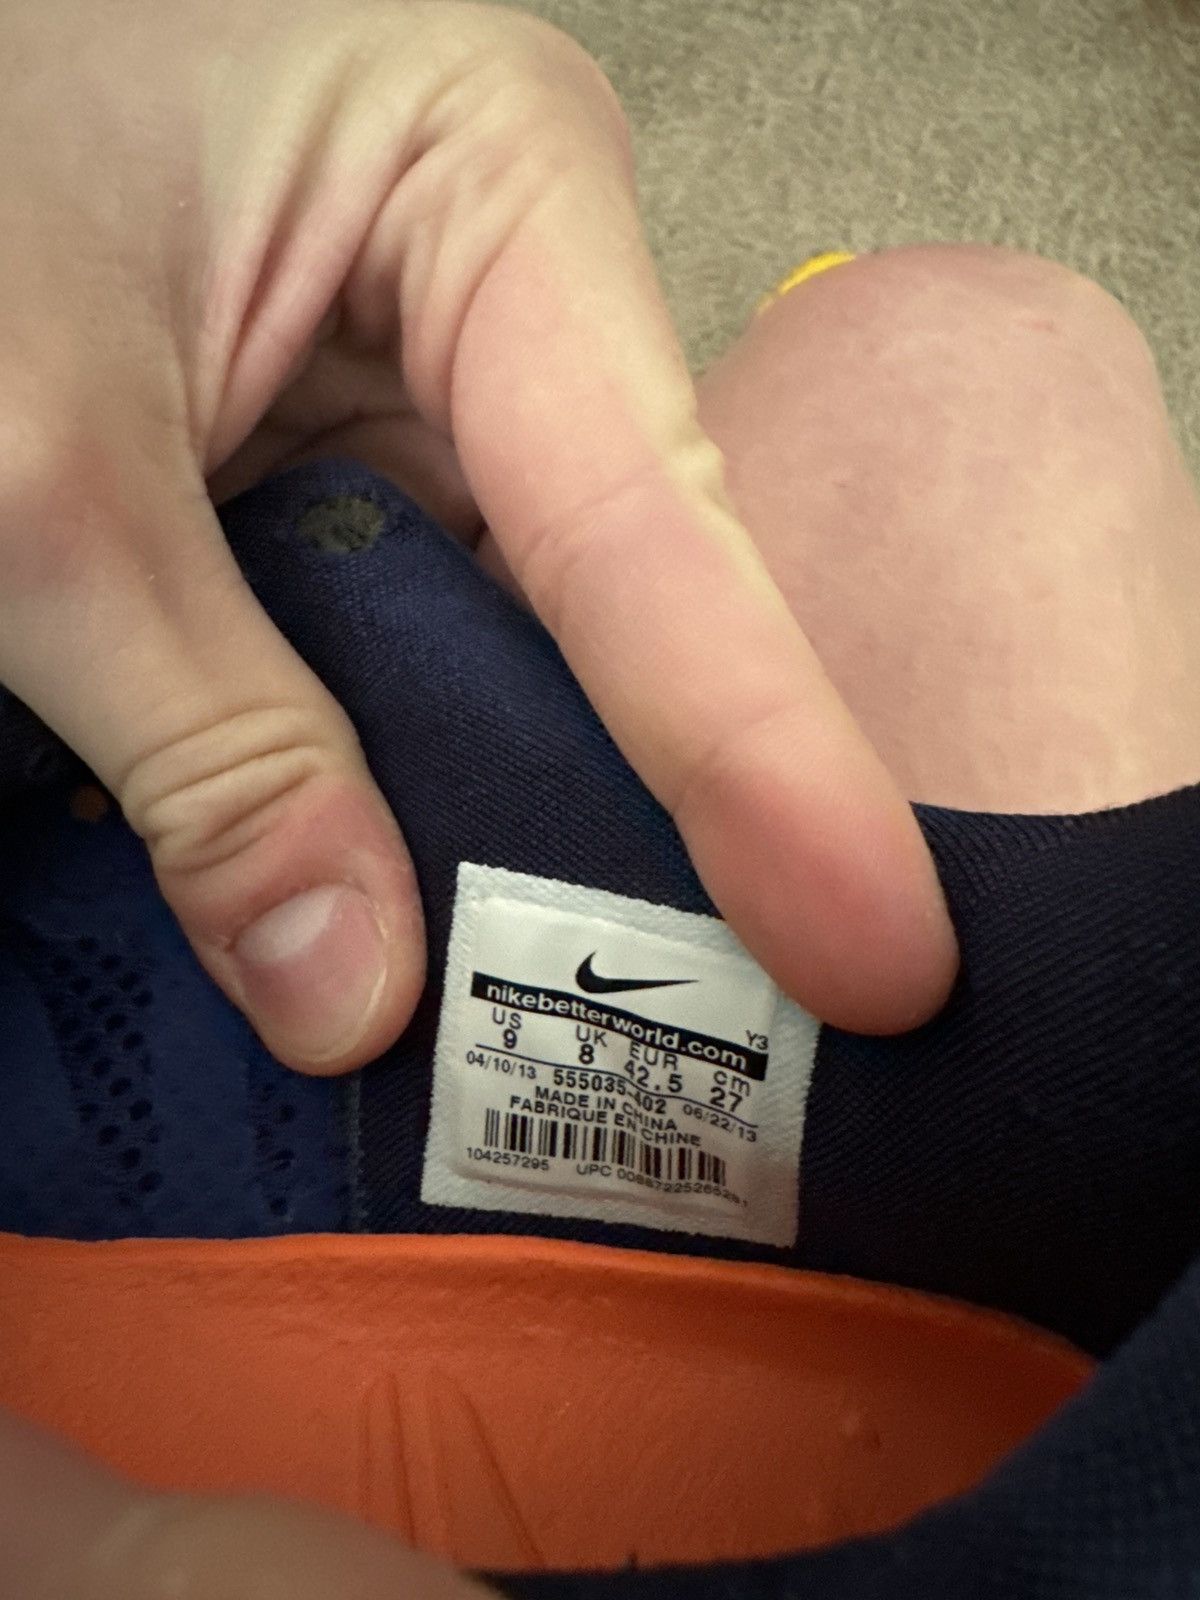 nikebetterworld.com
Y3
US UK EUR cm
9 8 42.5 27
04/10/13 555035-402 06/22/13
MADE IN CHINA
FABRIQUE EN CHINE
104257295 UPC